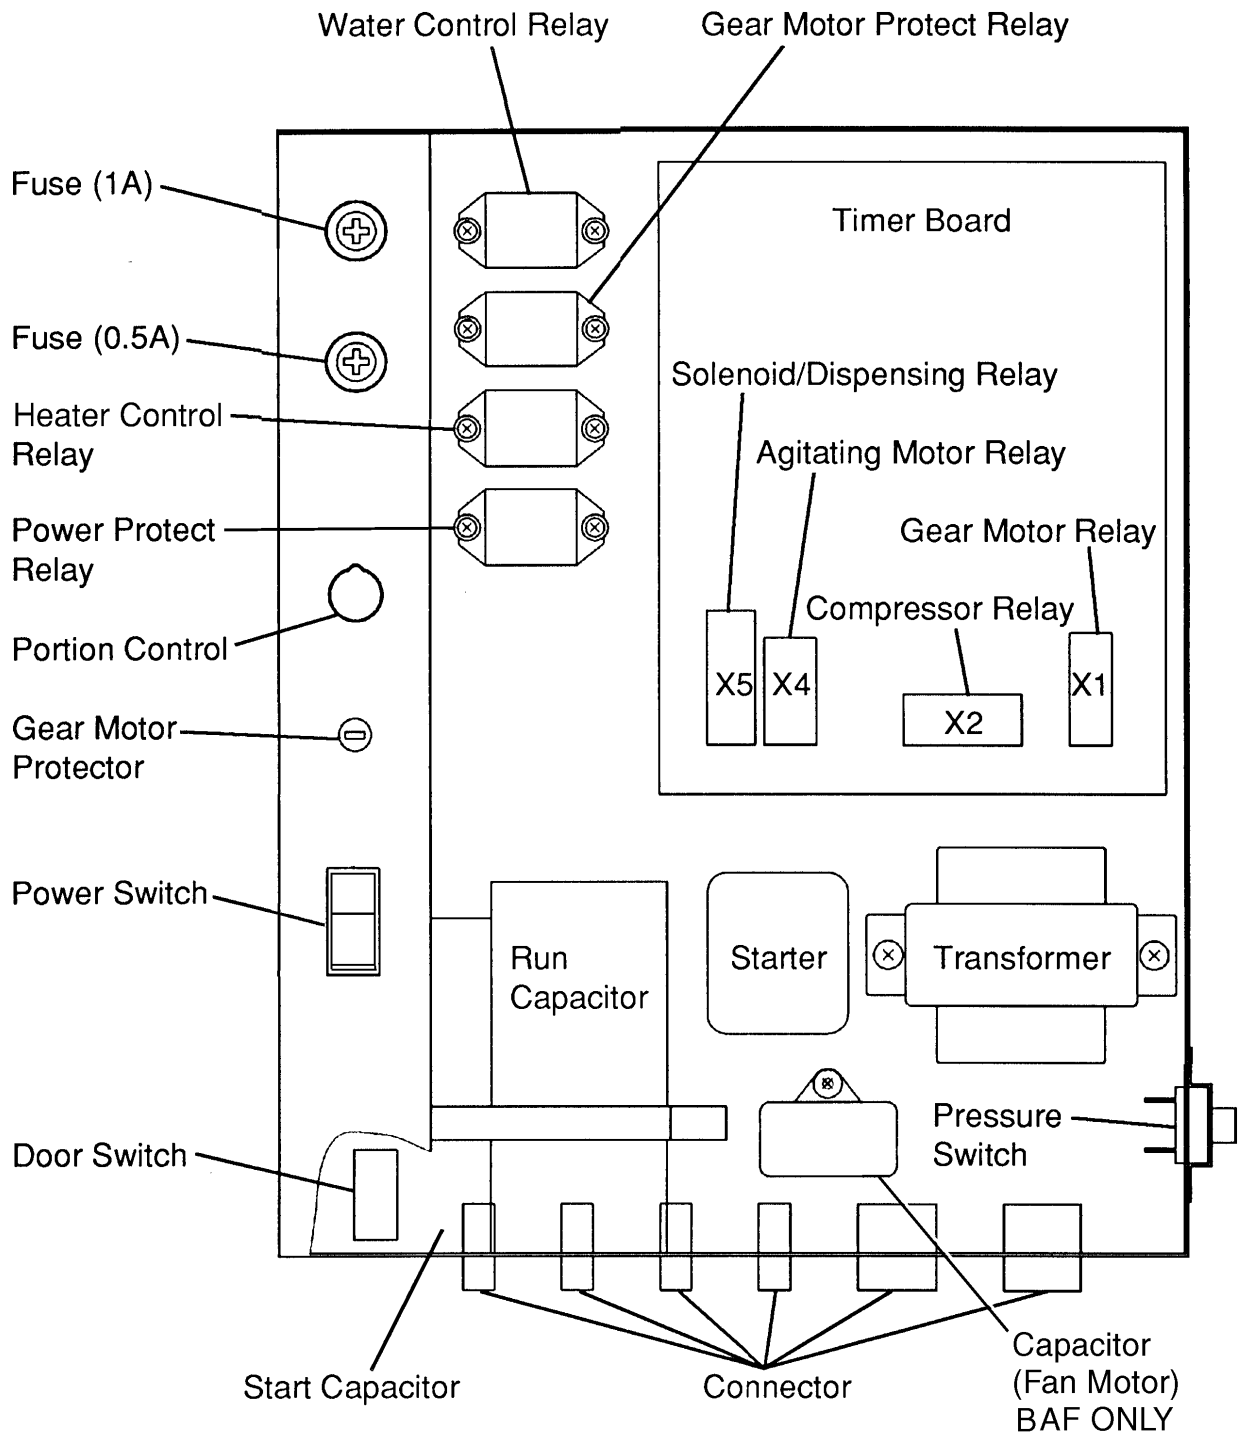 Water Control Relay
Gear Motor Protect Relay
Fuse (1A)
Timer Board
Fuse (0.5A)
Solenoid/Dispensing Relay
Heater Control
Relay
Agitating Motor Relay
Power Protect
Relay
Gear Motor Relay
Compressor Relay
Portion Control
X5
X4
X2
X1
Gear Motor
Protector
Power Switch
Run
Capacitor
Starter
Transformer
Pressure
Switch
Door Switch
Start Capacitor
Connector
Capacitor
(Fan Motor)
BAF ONLY